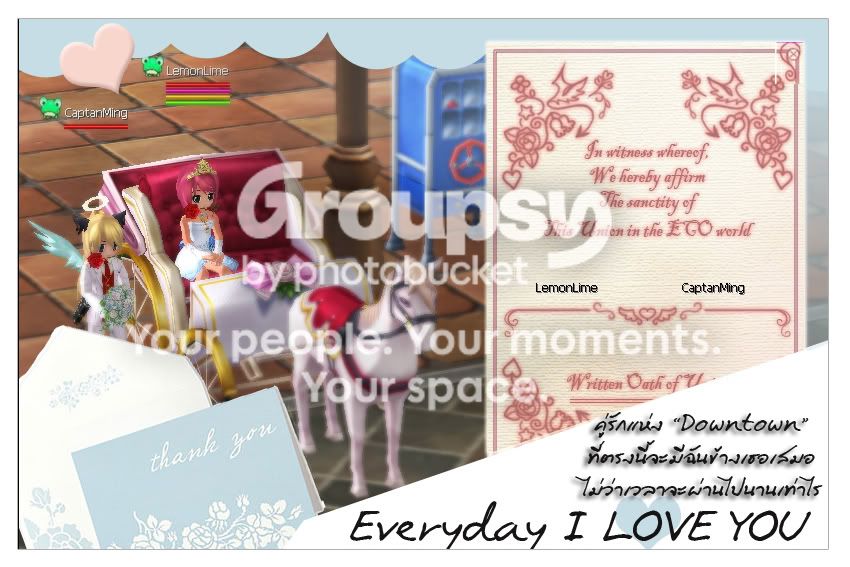 LemonLime
CaptanMing
In witness whereof,
We hereby affirm
The sanctity of
This Union in the ECO world
LemonLime CaptanMing
Written Oath of
Groupsy
by photobucket
Your people. Your moments.
Your space
thank you
คู่รักแห่ง "Downtown"
ที่ตรงนี้จะมีฉันข้างเธอเสมอ
ไม่ว่าเวลาจะผ่านไปนานเท่าไร
Everyday I LOVE YOU